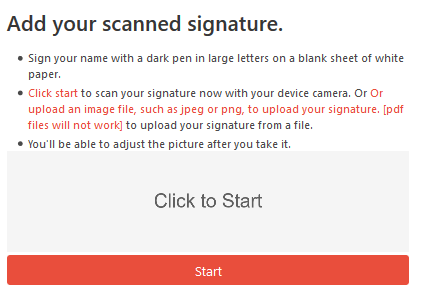 Add your scanned signature.
Sign your name with a dark pen in large letters on a blank sheet of white
paper.
Click start to scan your signature now with your device camera. Or Or
upload an image file, such as jpeg or png, to upload your signature. [pdf
files will not work] to upload your signature from a file.
You'll be able to adjust the picture after you take it.
Click to Start
Start